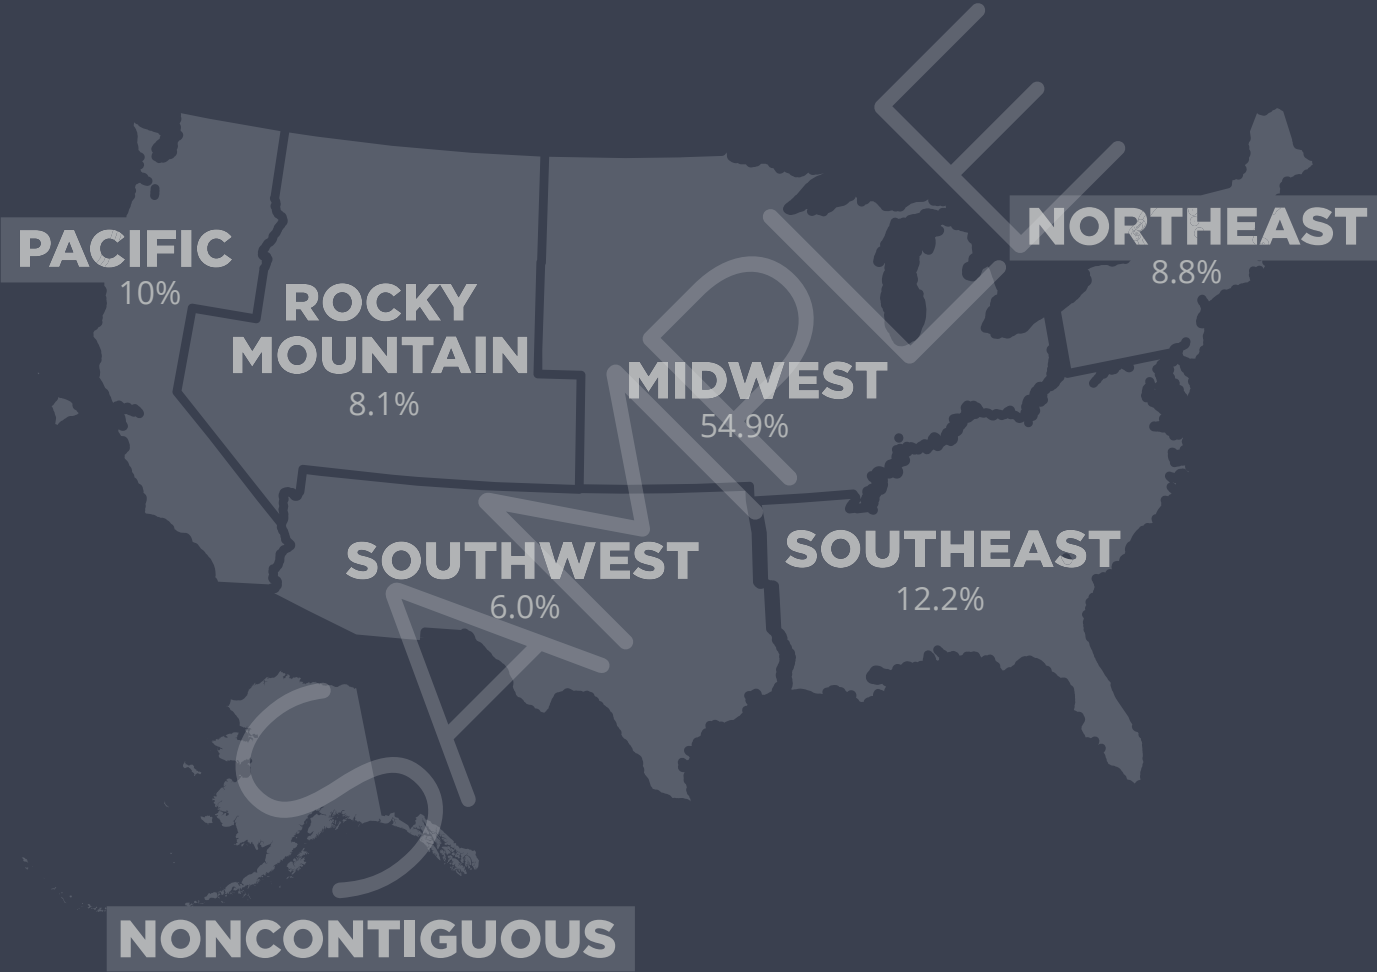 SAMPLE
NORTHEAST
8.8%
PACIFIC
10%
ROCKY
MOUNTAIN
8.1%
MIDWEST
54.9%
SOUTHWEST
6.0%
SOUTHEAST
12.2%
NONCONTIGUOUS